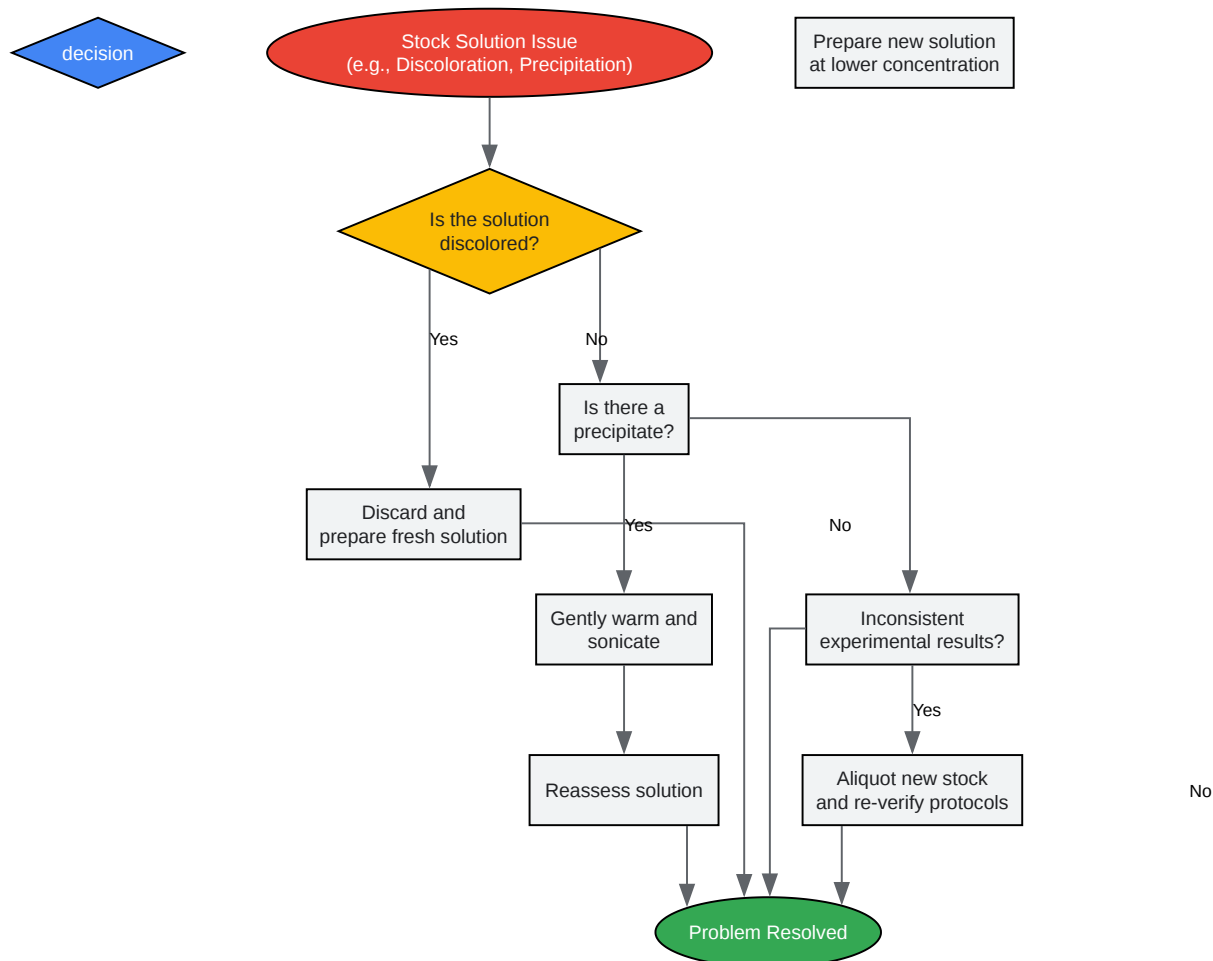 decision
Stock Solution Issue
(e.g., Discoloration, Precipitation)
Prepare new solution
at lower concentration
Is the solution
discolored?
Yes
No
Is there a
precipitate?
Discard and
prepare fresh solution
Yes
No
Gently warm and
sonicate
Inconsistent
experimental results?
Yes
Reassess solution
Aliquot new stock
and re-verify protocols
No
Problem Resolved